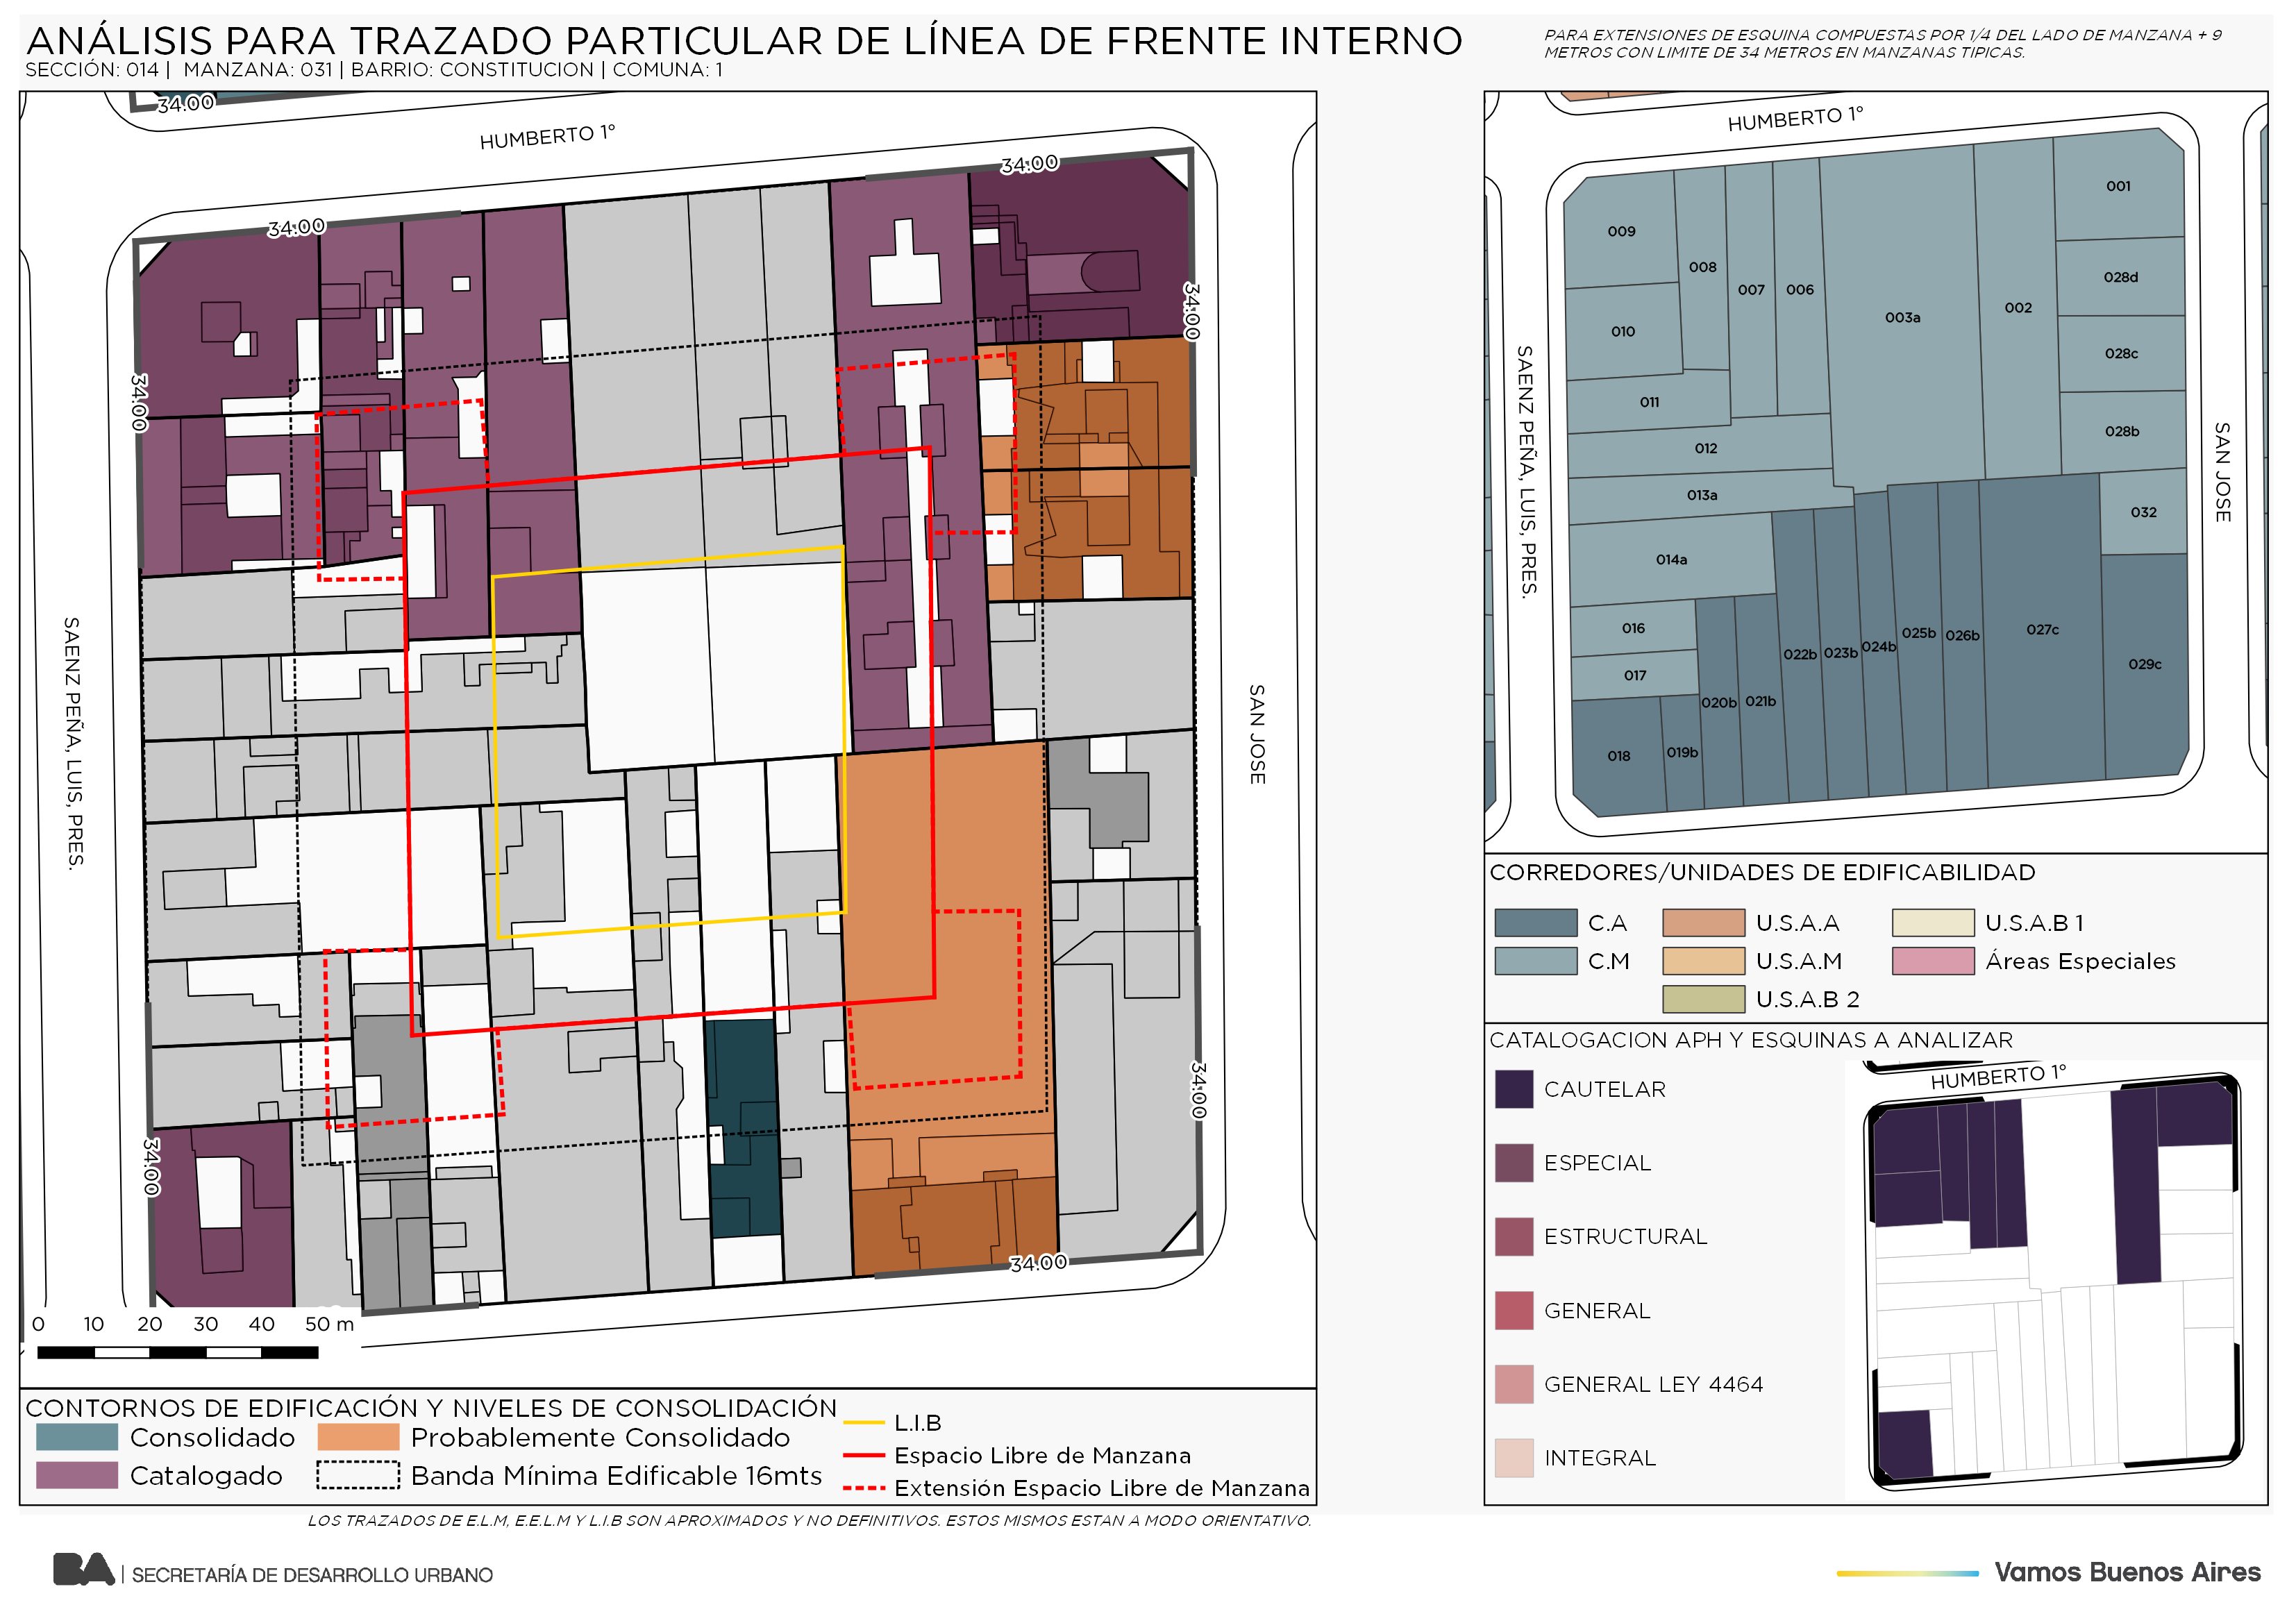 ANÁLISIS PARA TRAZADO PARTICULAR DE LÍNEA DE FRENTE INTERNO
SECCIÓN: 014 | MANZANA: 031 | BARRIO: CONSTITUCION | COMUNA: 1
PARA EXTENSIONES DE ESQUINA COMPUESTAS POR 1/4 DEL LADO DE MANZANA + 9
METROS CON LIMITE DE 34 METROS EN MANZANAS TIPICAS.
34.00
HUMBERTO 1°
34.00
34.00
34.00
34.00
SAENZ PEÑA, LUIS, PRES.
SAN JOSE
34.00
34.00
34.00
0 10 20 30 40 50 m
CONTORNOS DE EDIFICACIÓN Y NIVELES DE CONSOLIDACIÓN
Consolidado
Catalogado
Probablemente Consolidado
Banda Mínima Edificable 16mts
L.I.B
Espacio Libre de Manzana
Extensión Espacio Libre de Manzana
LOS TRAZADOS DE E.L.M, E.E.L.M Y L.I.B SON APROXIMADOS Y NO DEFINITIVOS. ESTOS MISMOS ESTAN A MODO ORIENTATIVO.
HUMBERTO 1°
SAENZ PEÑA, LUIS, PRES.
SAN JOSE
001
009
008
028d
007
006
002
003a
010
028c
011
028b
012
013a
032
014a
016
025b
026b
027c
024b
023b
022b
029c
017
020b
021b
018
019b
CORREDORES/UNIDADES DE EDIFICABILIDAD
C.A
U.S.A.A
U.S.A.B 1
C.M
U.S.A.M
Áreas Especiales
U.S.A.B 2
CATALOGACION APH Y ESQUINAS A ANALIZAR
HUMBERTO 1°
CAUTELAR
ESPECIAL
ESTRUCTURAL
GENERAL
GENERAL LEY 4464
INTEGRAL
BA | SECRETARÍA DE DESARROLLO URBANO
Vamos Buenos Aires